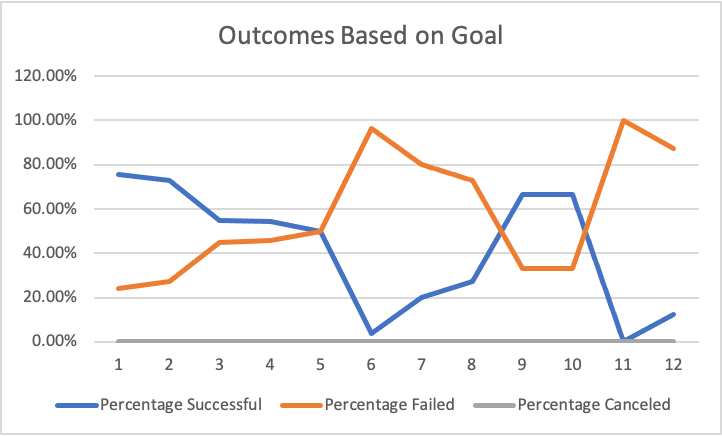 Outcomes Based on Goal
120.00%
100.00%
80.00%
60.00%
40.00%
20.00%
0.00%
1 2 3 4 5 6 7 8 9 10 11 12
Percentage Successful Percentage Failed Percentage Canceled